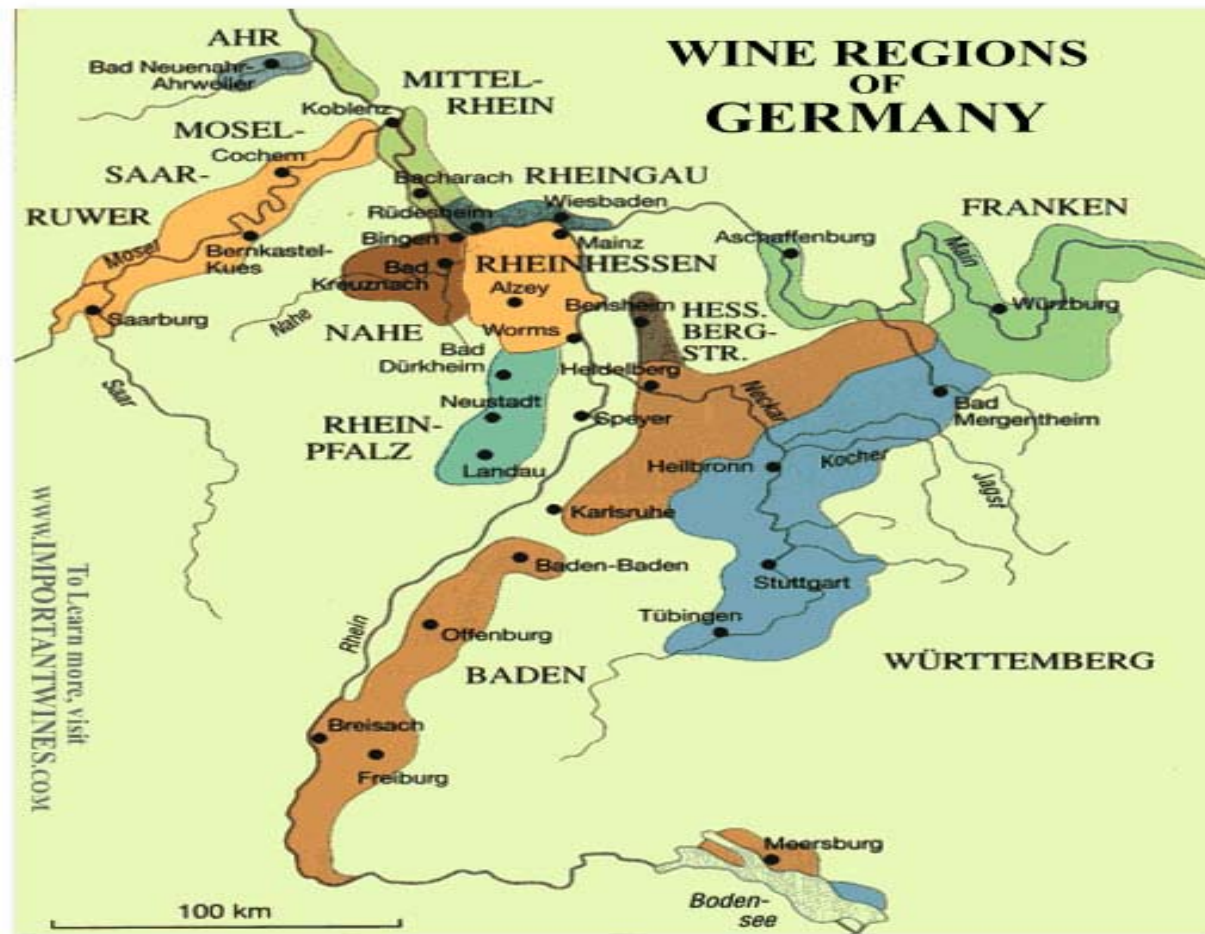 WINE REGIONS
OF
GERMANY
AHR
Bad Neuenahr-
Ahrweiler
MITTEL-
RHEIN
Koblenz
MOSEL-
Cochem
SAAR-
RUWER
Mosel
Bernkastel-
Kues
Saarburg
Saar
Bacharach
RHEINGAU
Rüdesheim
Wiesbaden
Bingen
Mainz
Bad
Kreuznach
RHEINHESSEN
Alzey
Nahe
NAHE
Worms
Bensheim
HESS.
BERG-
STR.
Aschaffenburg
FRANKEN
Main
Würzburg
Bad
Dürkheim
Heidelberg
Neckar
Bad
Mergentheim
Neustadt
Speyer
RHEIN-
PFALZ
Landau
Heilbronn
Kocher
Jagst
Karlsruhe
Baden-Baden
Stuttgart
Tübingen
Rhein
Offenburg
BADEN
WÜRTTEMBERG
Breisach
Freiburg
Meersburg
Boden-
see
100 km
To Learn more, visit
WWW.IMPORTANTWINES.COM